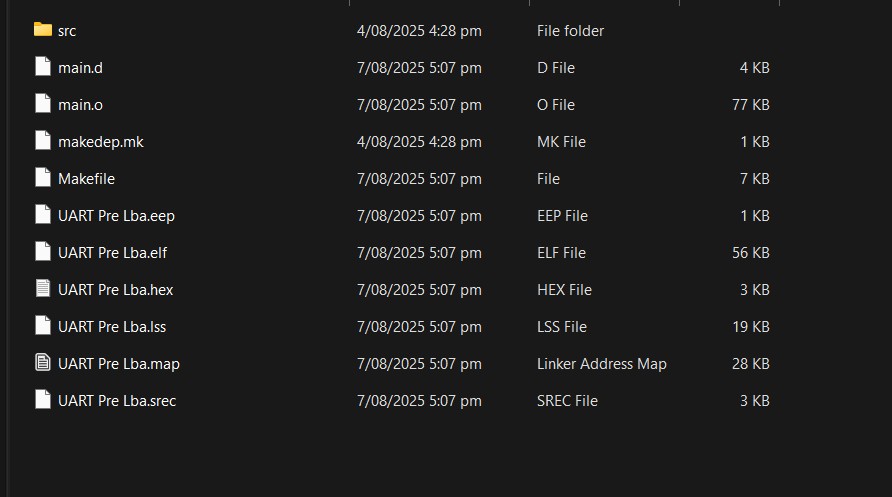 src 4/08/2025 4:28 pm File folder
main.d 7/08/2025 5:07 pm D File 4 KB
main.o 7/08/2025 5:07 pm O File 77 KB
makedep.mk 4/08/2025 4:28 pm MK File 1 KB
Makefile 7/08/2025 5:07 pm File 7 KB
UART Pre Lba.eep 7/08/2025 5:07 pm EEP File 1 KB
UART Pre Lba.elf 7/08/2025 5:07 pm ELF File 56 KB
UART Pre Lba.hex 7/08/2025 5:07 pm HEX File 3 KB
UART Pre Lba.lss 7/08/2025 5:07 pm LSS File 19 KB
UART Pre Lba.map 7/08/2025 5:07 pm Linker Address Map 28 KB
UART Pre Lba.srec 7/08/2025 5:07 pm SREC File 3 KB